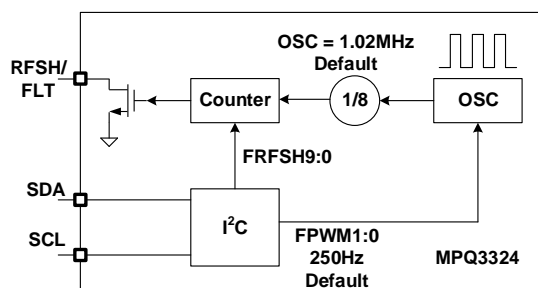 OSC = 1.02MHz
Default
RFSH/
FLT
Counter
1/8
OSC
FRFSH9:0
SDA
I²C
SCL
FPWM1:0
250Hz
Default
MPQ3324